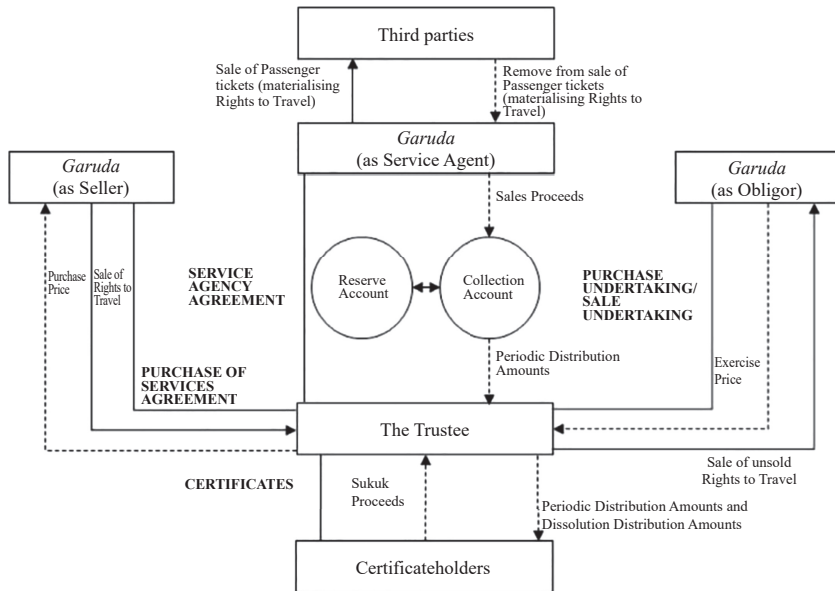 Third parties
Sale of Passenger
tickets (materialising
Rights to Travel)
Remove from sale of
Passenger tickets
(materialising Rights to
Travel)
Garuda
(as Service Agent)
Garuda
(as Seller)
Garuda
(as Obligor)
Sales Proceeds
Purchase
Price
Sale of
Rights to
Travel
SERVICE
AGENCY
AGREEMENT
Reserve
Account
Collection
Account
PURCHASE
UNDERTAKING/
SALE
UNDERTAKING
Periodic Distribution
Amounts
Exercise
Price
PURCHASE OF
SERVICES
AGREEMENT
The Trustee
Sale of unsold
Rights to Travel
CERTIFICATES
Sukuk
Proceeds
Periodic Distribution Amounts and
Dissolution Distribution Amounts
Certificateholders